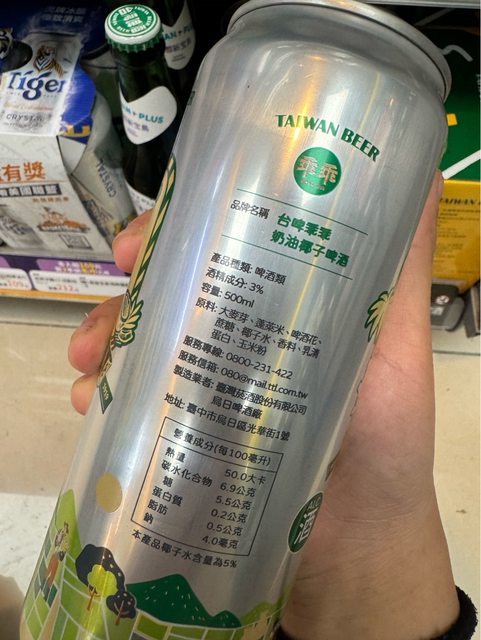 TAIWAN BEER
乖乖
品牌名稱
台啤乖乖
奶油椰子啤酒
產品種類: 啤酒類
酒精成分: 3%
容量: 500ml
原料: 大麥芽、蓬萊米、啤酒花、
蔗糖、椰子水、香料、乳清
蛋白、玉米粉
服務專線: 0800-231-422
服務信箱: 080@mail.ttl.com.tw
製造業者: 臺灣菸酒股份有限公司
烏日啤酒廠
地址: 臺中市烏日區光華街1號
營養成分(每100毫升)
熱量 50.0大卡
碳水化合物 6.9公克
糖 5.5公克
蛋白質 0.2公克
脂肪 0.5公克
鈉 4.0毫克
本產品椰子水含量為5%
酒
Tiger
CRYSTAL
有獎
TAIWAN
PLUS